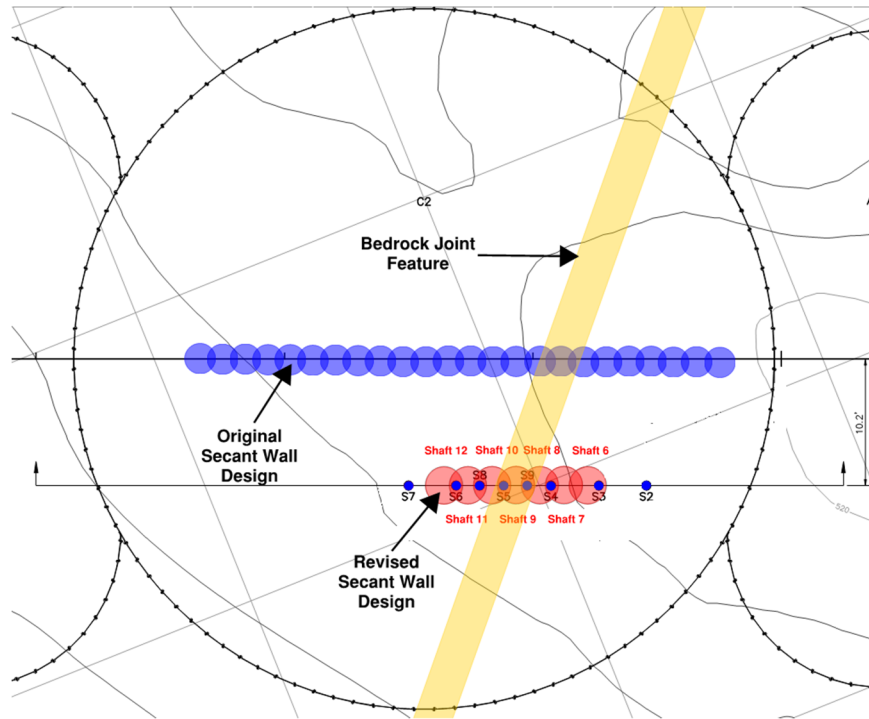 C2
Bedrock Joint
Feature
10.2'
Original
Secant Wall
Design
Shaft 12 Shaft 10 Shaft 8 Shaft 6
S8 S9
S7 S6 S5 S4 S3 S2
Shaft 11 Shaft 9 Shaft 7
520
Revised
Secant Wall
Design